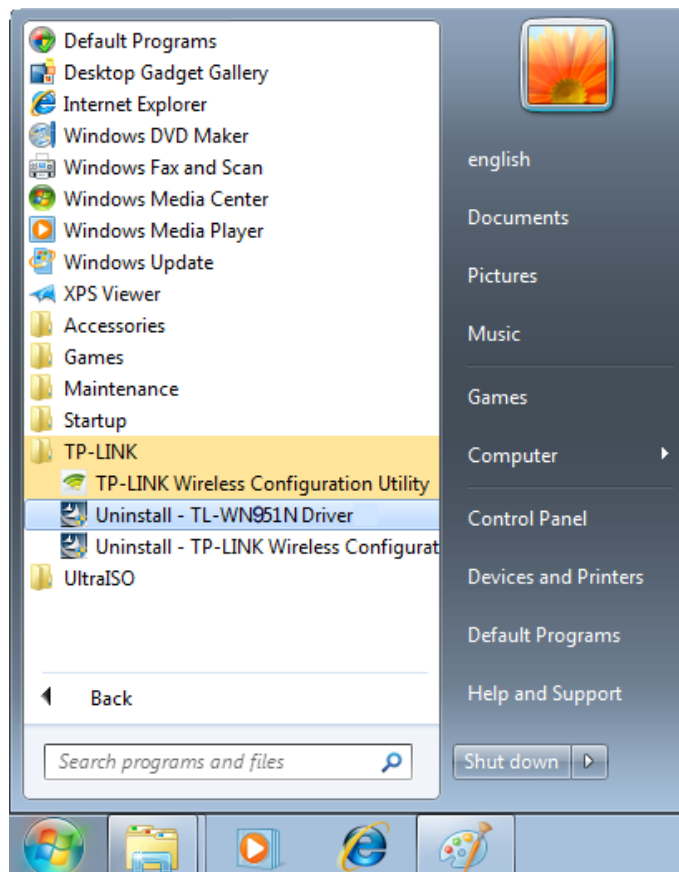 Default Programs
Desktop Gadget Gallery
Internet Explorer
Windows DVD Maker
Windows Fax and Scan
Windows Media Center
Windows Media Player
Windows Update
XPS Viewer
Accessories
Games
Maintenance
Startup
TP-LINK
TP-LINK Wireless Configuration Utility
Uninstall - TL-WN951N Driver
Uninstall - TP-LINK Wireless Configurat
UltraISO
Back
Search programs and files
english
Documents
Pictures
Music
Games
Computer
Control Panel
Devices and Printers
Default Programs
Help and Support
Shut down